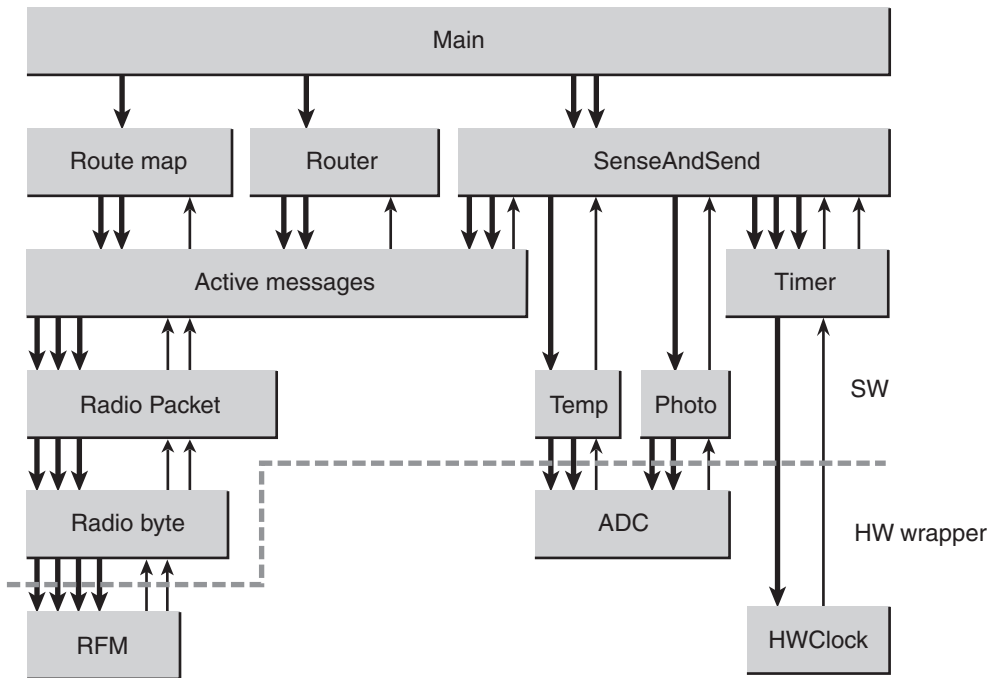 Main
Route map
Router
SenseAndSend
Active messages
Timer
Radio Packet
Temp
Photo
SW
Radio byte
ADC
HW wrapper
RFM
HWClock